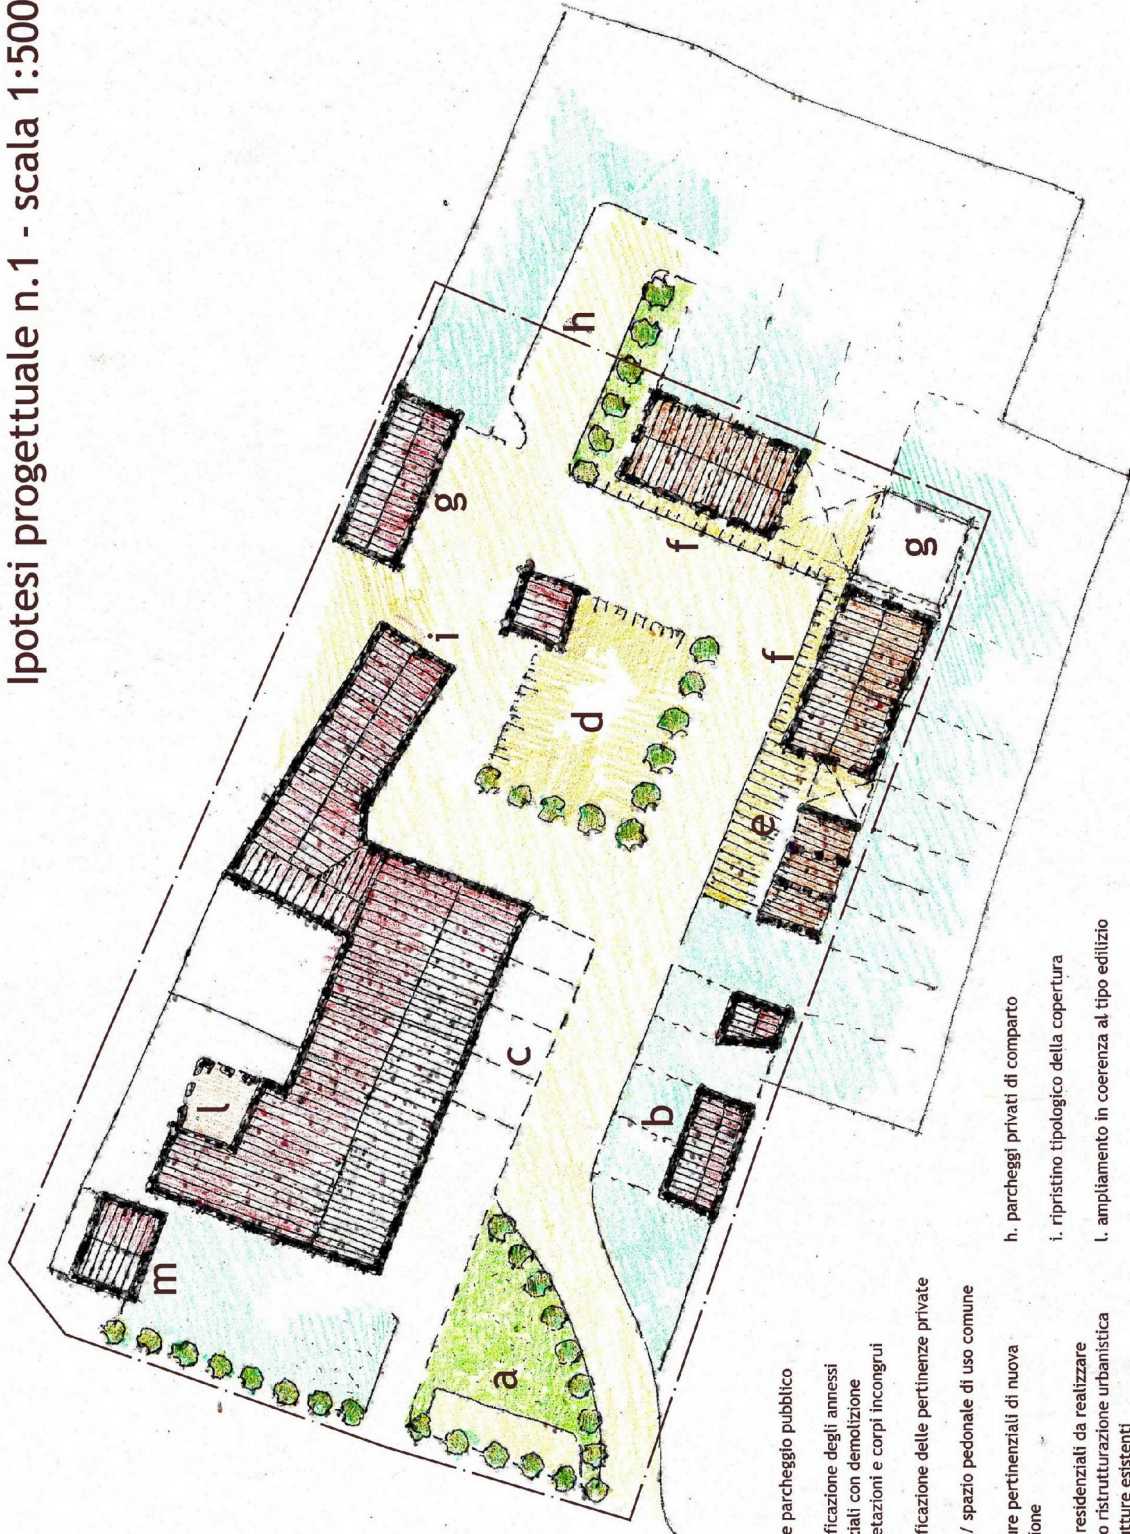 Ipotesi progettuale n.1 - scala 1:500
m
l
g
i
h
c
d
g
f
a
b
e
f
g
e parcheggio pubblico
ficazione degli annessi
ziali con demolizione
etazioni e corpi incongrui
ficazione delle pertinenze private
/ spazio pedonale di uso comune
re pertinenziali di nuova
ione
residenziali da realizzare
o ristrutturazione urbanistica
tture esistenti
h. parcheggi privati di comparto
i. ripristino tipologico della copertura
l. ampliamento in coerenza al tipo edilizio